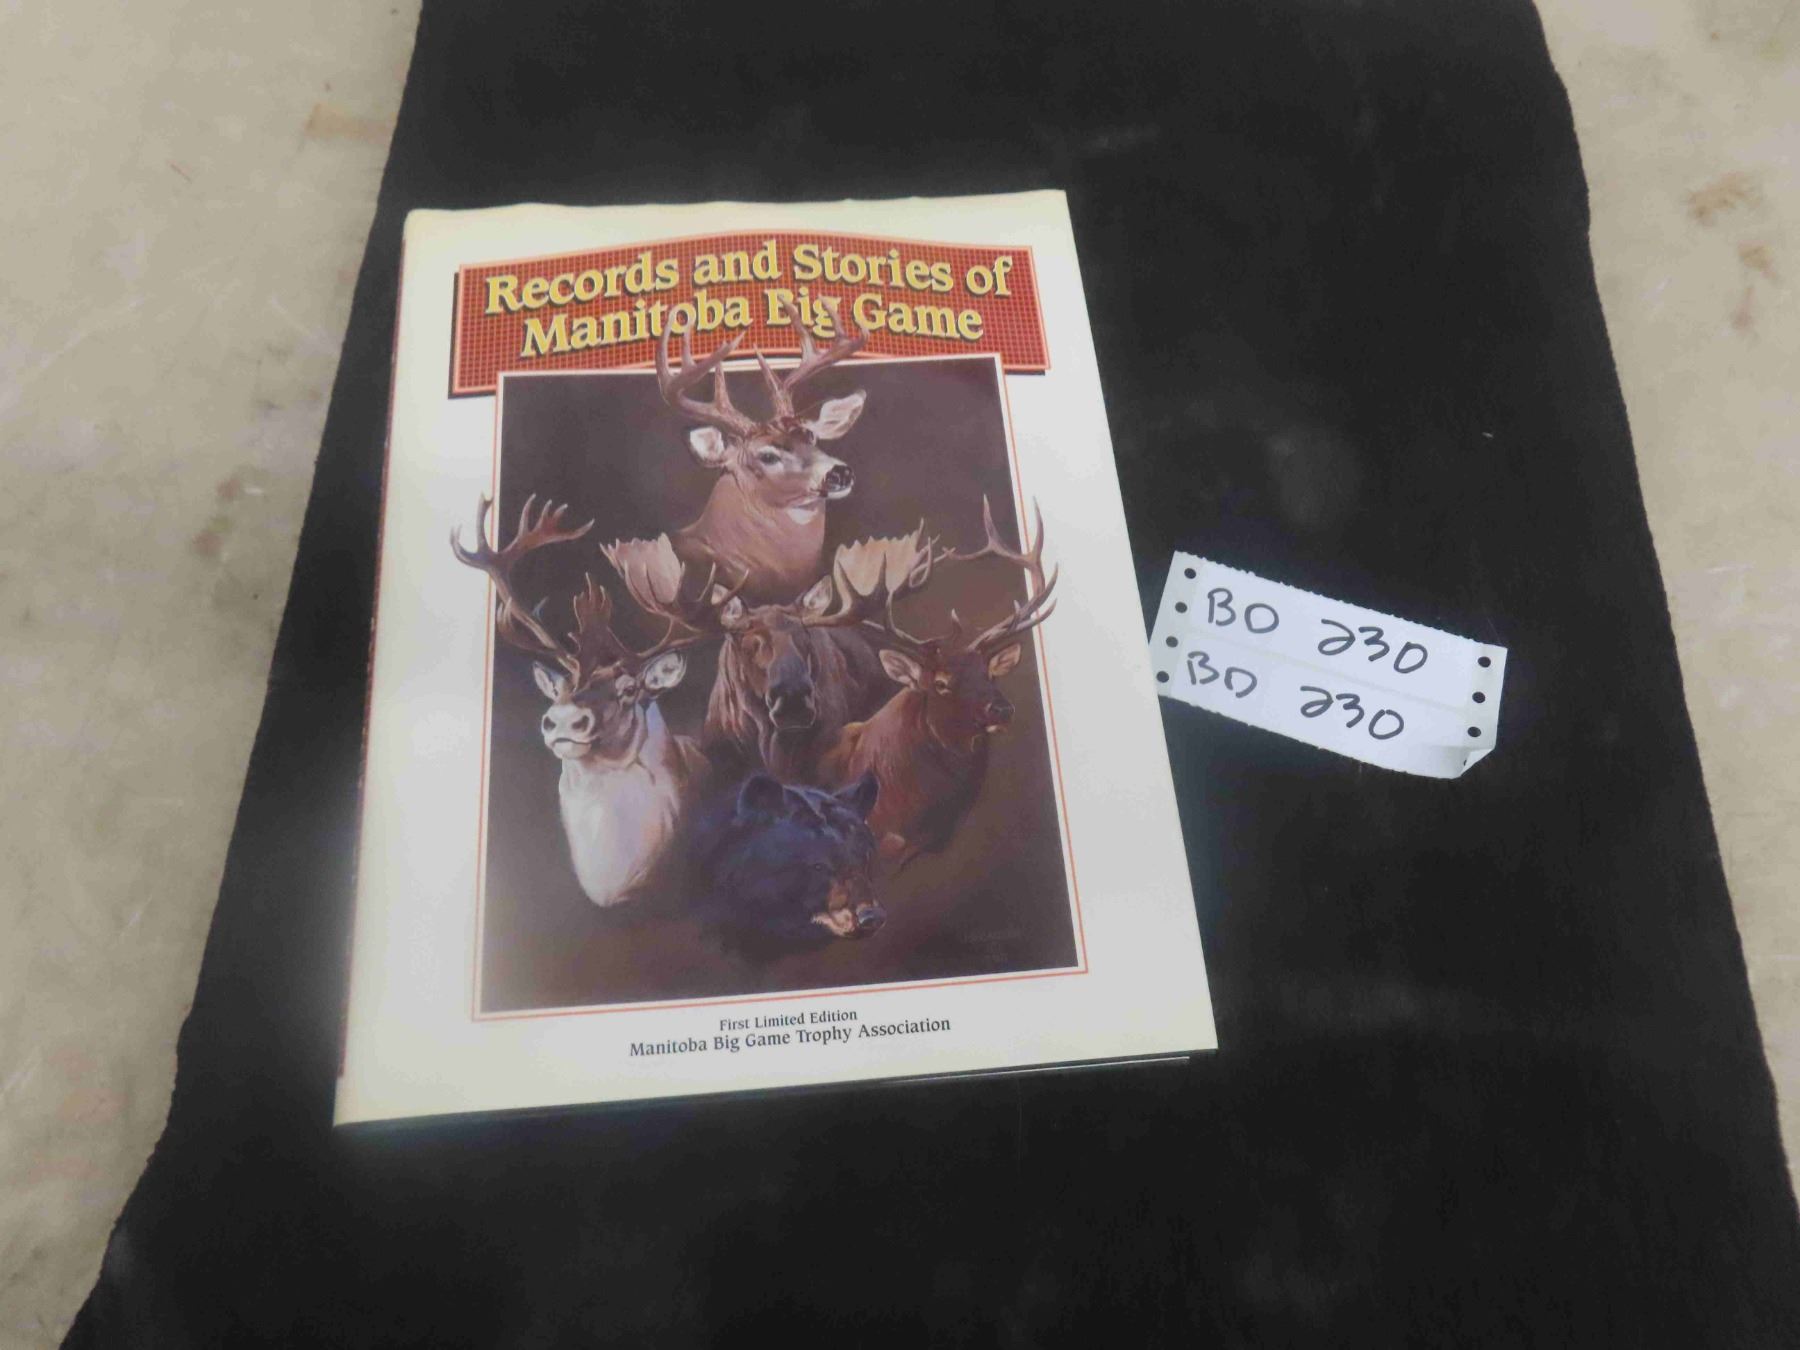 Records and Stories of
Manitoba Big Game
First Limited Edition
Manitoba Big Game Trophy Association
BO 230
BO 230